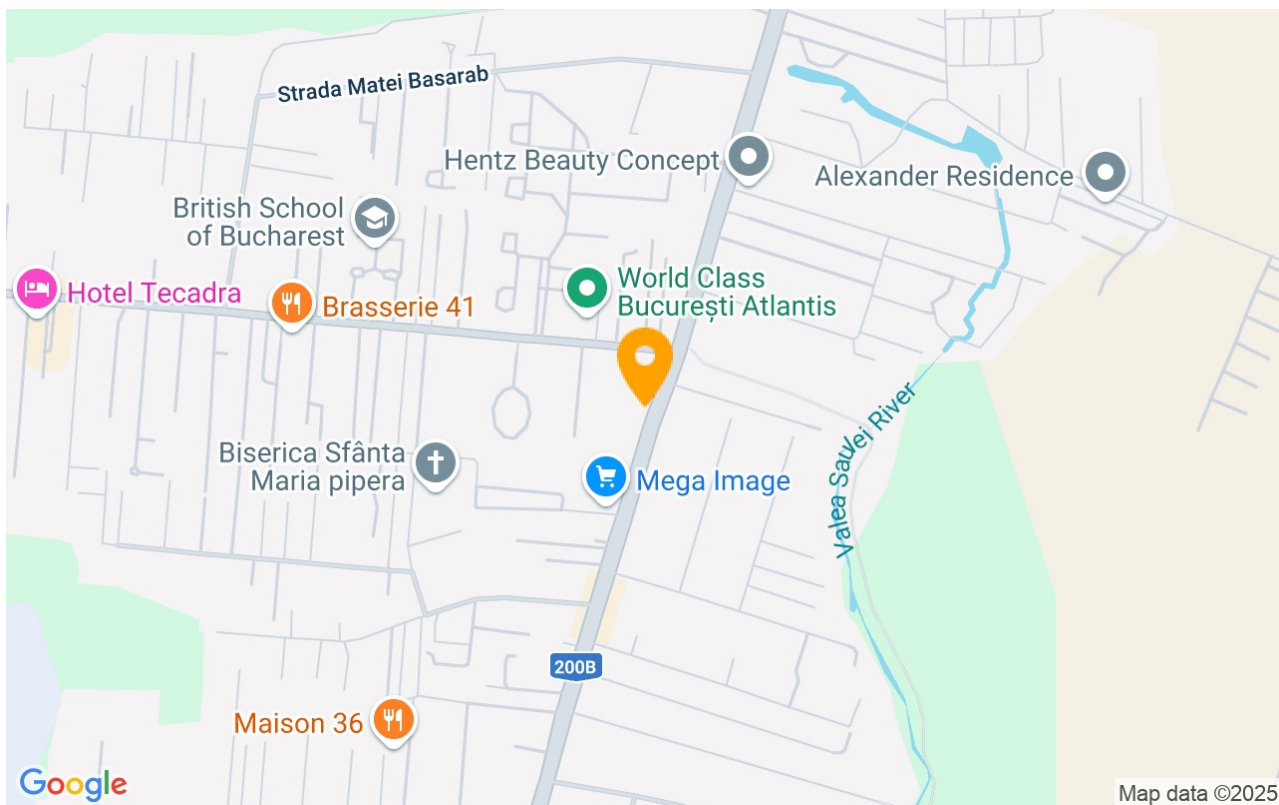 Strada Matei Basarab
Hentz Beauty Concept
Alexander Residence
British School
of Bucharest
Hotel Tecadra
Brasserie 41
World Class
București Atlantis
Biserica Sfânta
Maria pipera
Mega Image
Valea Saulei River
200B
Maison 36
Google
Map data ©2025